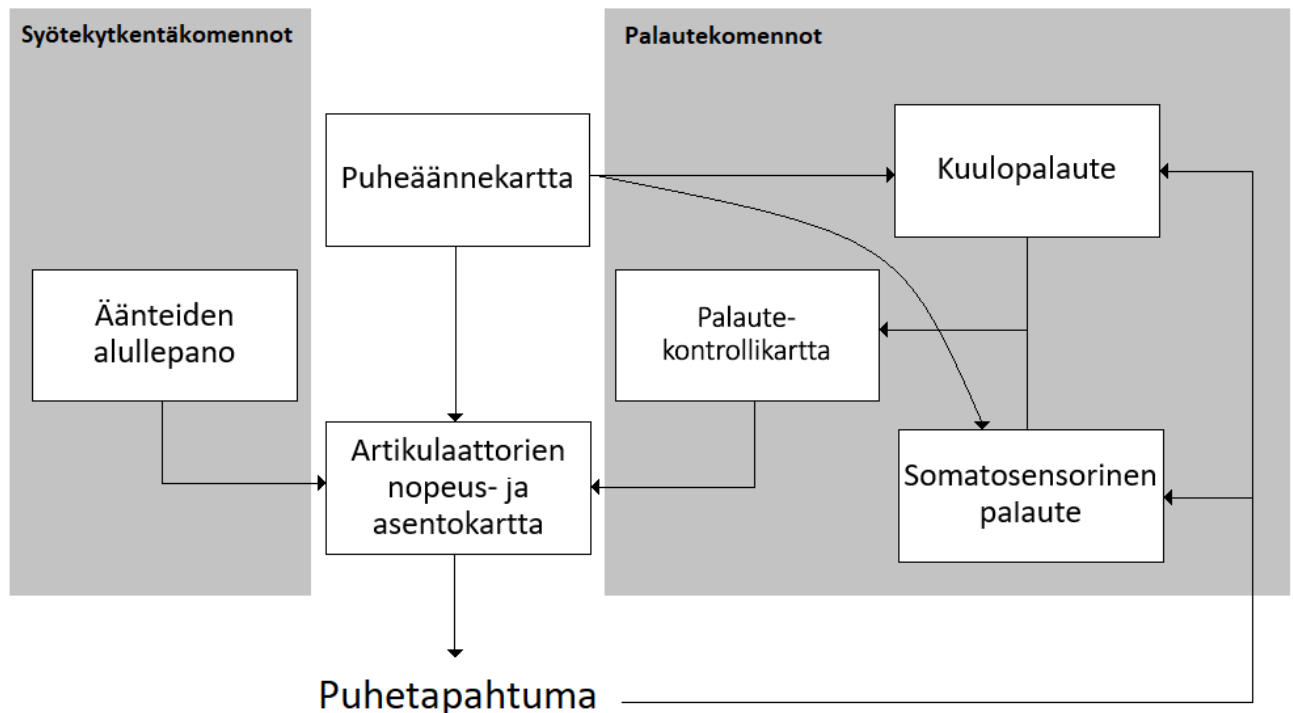 Syötekytkentäkomennot
Palautekomennot
Puheäännekartta
Kuulopalaute
Äänteiden
alullepano
Palaute-
kontrollikartta
Artikulaattorien
nopeus- ja
asentokartta
Somatosensorinen
palaute
Puhetapahtuma